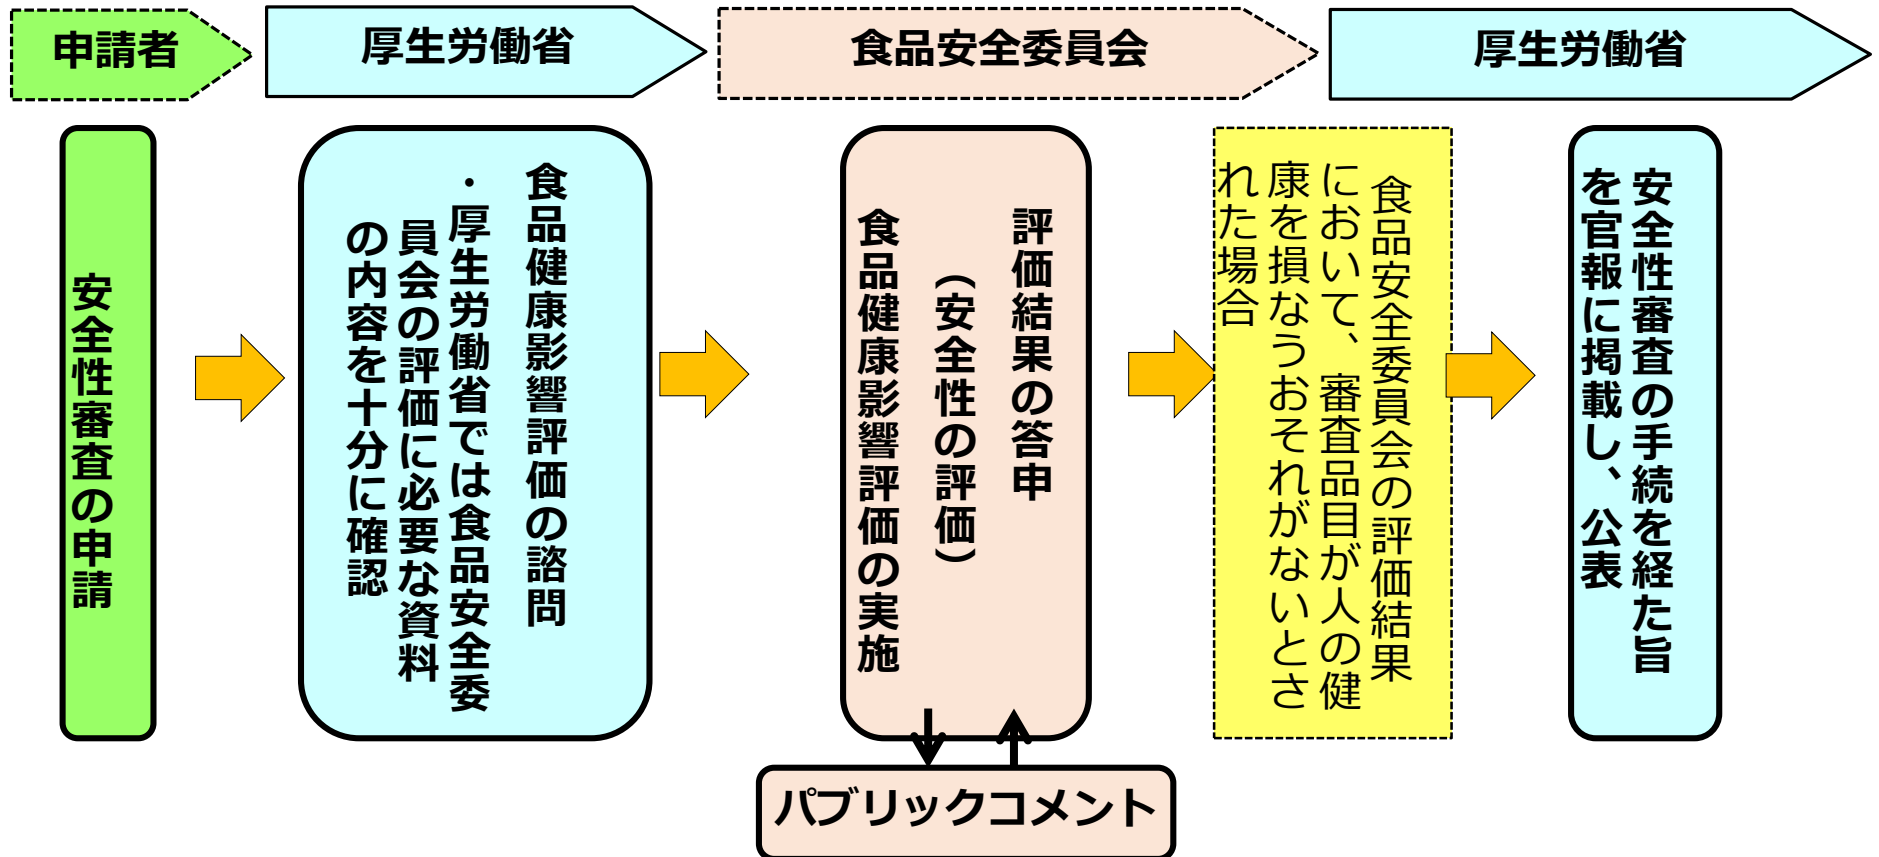 申請者
厚生労働省
食品安全委員会
厚生労働省
安全性審査の申請
食品健康影響評価の諮問
・厚生労働省では食品安全委
員会の評価に必要な資料
の内容を十分に確認
評価結果の答申
（安全性の評価）
食品健康影響評価の実施
食品安全委員会の評価結果
において、審査品目が人の健
康を損なうおそれがないとさ
れた場合
安全性審査の手続を経た旨
を官報に掲載し、公表
パブリックコメント